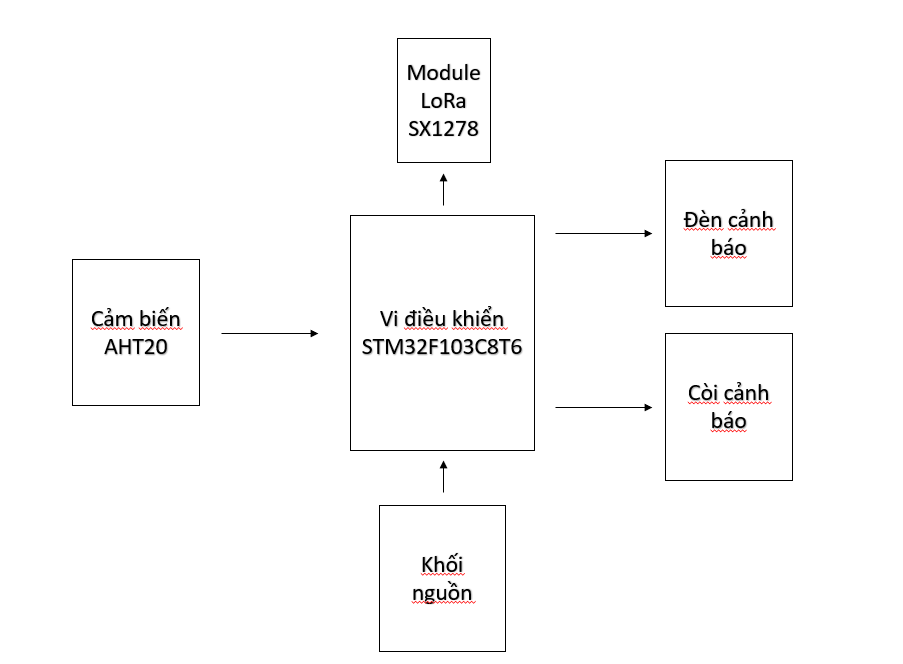 Module
LoRa
SX1278
Đèn cảnh
báo
Cảm biến
AHT20
Vi điều khiển
STM32F103C8T6
Còi cảnh
báo
Khối
nguồn